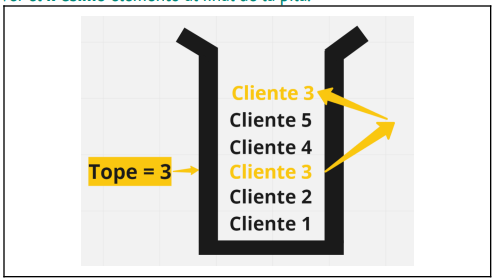 Cliente 3
Cliente 5
Cliente 4
Tope = 3 Cliente 3
Cliente 2
Cliente 1